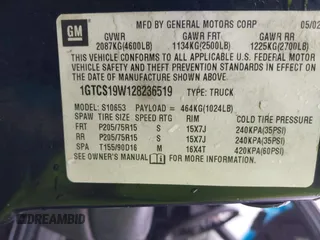 GM
MFD BY GENERAL MOTORS CORP 05/02
GVWR GAWR FRT GAWR RR
2087KG(4600LB) 1134KG(2500LB) 1225KG(2700LB)
THIS VEHICLE CONFORMS TO ALL APPLICABLE FEDERAL
MOTOR VEHICLE SAFETY AND THEFT PREVENTION STANDARDS
IN EFFECT ON THE DATE OF MANUFACTURE SHOWN ABOVE.
1GTCS19W128236519 TYPE: TRUCK
MODEL: S10653 PAYLOAD = 464KG(1024LB)
SPAW TIRE SIZE SPEED RTG RIM COLD TIRE PRESSURE
FRT P205/75R15 S 15X7J 240KPA(35PSI)
RR P205/75R15 S 15X7J 240KPA(35PSI)
SPA T155/90D16 M 16X4T 420KPA(60PSI)
SEE OWNER'S MANUAL FOR ADDITIONAL INFORMATION
DREAMBID